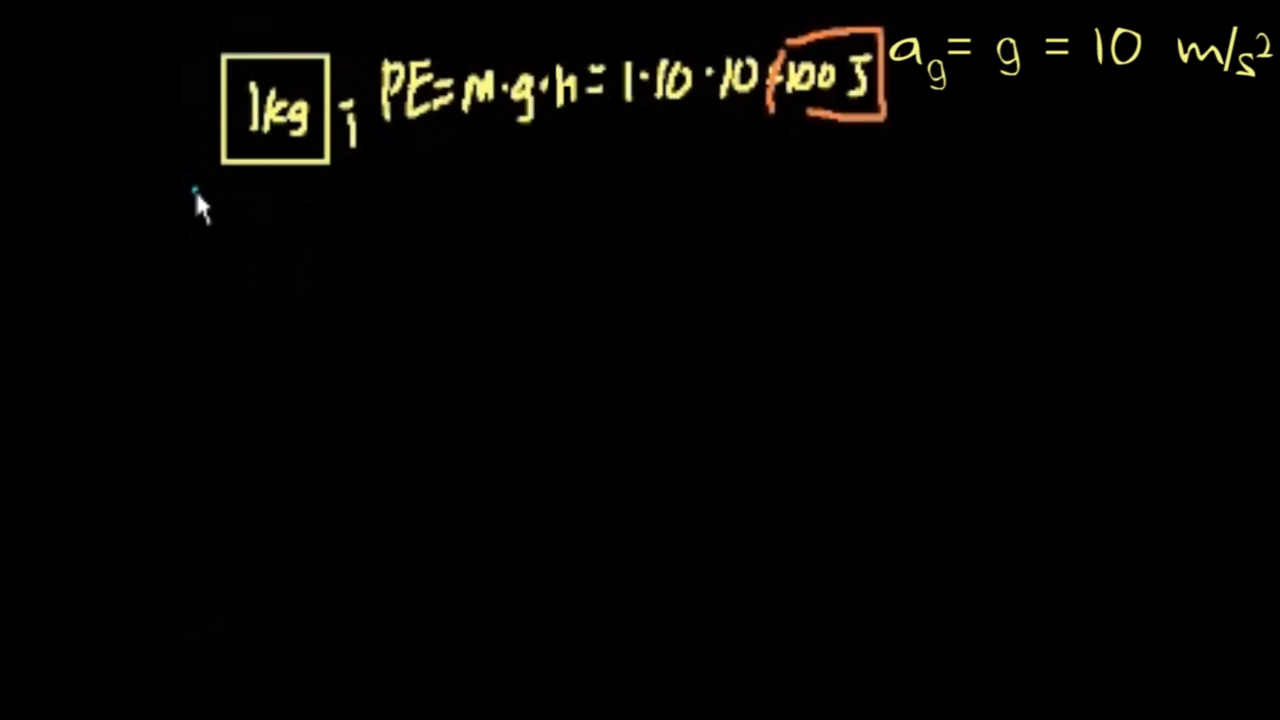 1kg ; PE = m·g·h = 1·10·10 = 100 J
a_g = g = 10 m/s²